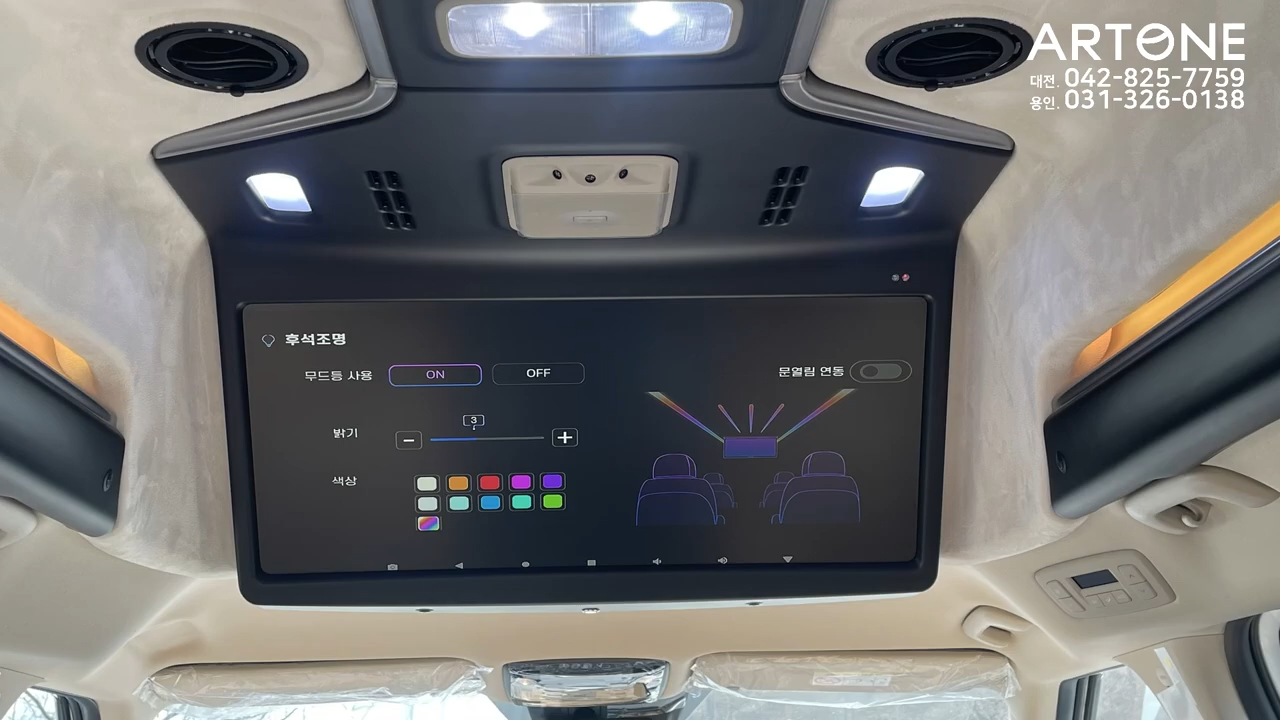 ARTONE
대전. 042-825-7759
용인. 031-326-0138
후석조명
무드등 사용 ON OFF
문열림 연동
밝기 - 3 +
색상